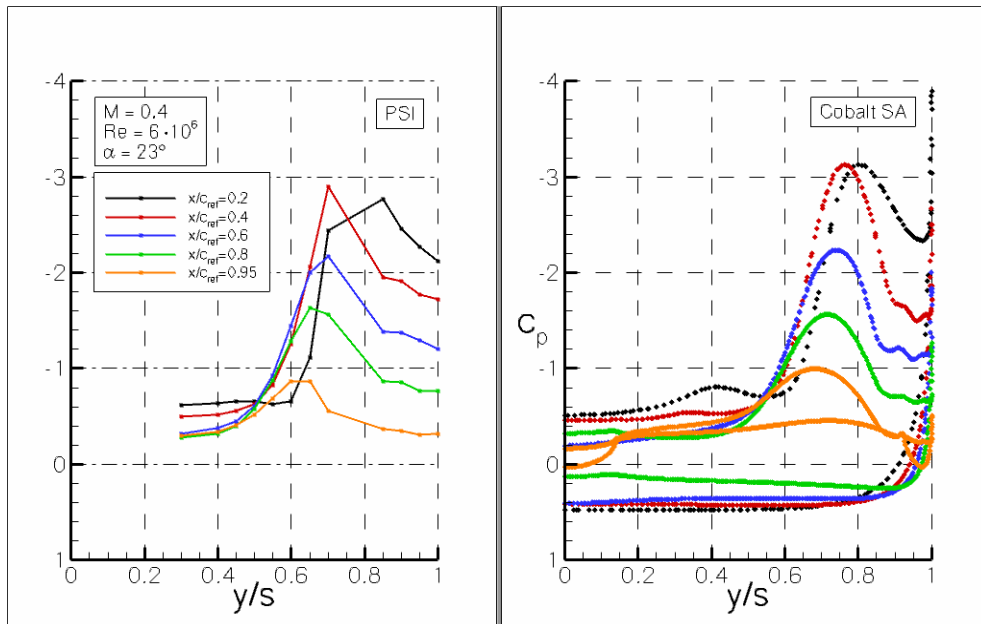 -4
-3
-2
-1
0
1
0 0.2 0.4 0.6 0.8 1
y/s
M = 0.4
Re = 6·10⁶
α = 23°
PSI
x/c_ref=0.2
x/c_ref=0.4
x/c_ref=0.6
x/c_ref=0.8
x/c_ref=0.95
-4
-3
-2
-1
0
1
C_p
0 0.2 0.4 0.6 0.8 1
y/s
Cobalt SA